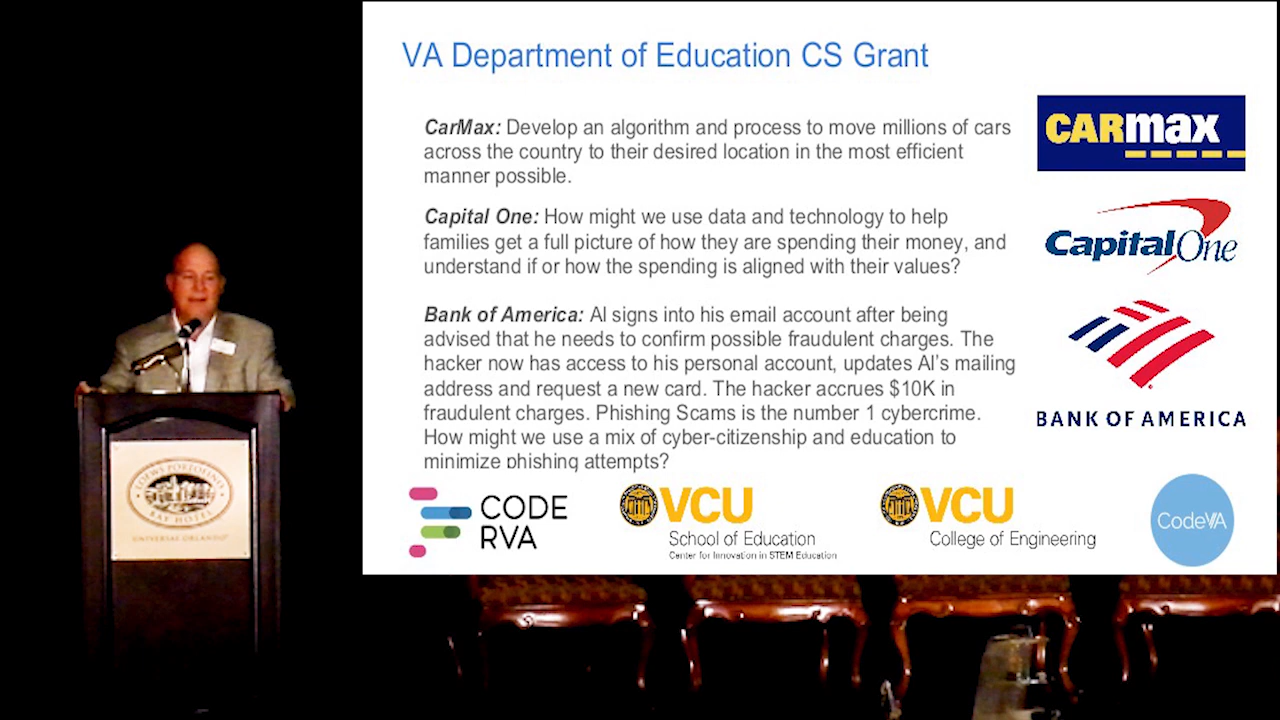 VA Department of Education CS Grant
CarMax: Develop an algorithm and process to move millions of cars
across the country to their desired location in the most efficient
manner possible.
Capital One: How might we use data and technology to help
families get a full picture of how they are spending their money, and
understand if or how the spending is aligned with their values?
Bank of America: Al signs into his email account after being
advised that he needs to confirm possible fraudulent charges. The
hacker now has access to his personal account, updates Al's mailing
address and request a new card. The hacker accrues $10K in
fraudulent charges. Phishing Scams is the number 1 cybercrime.
How might we use a mix of cyber-citizenship and education to
minimize phishing attempts?
CARmax
CapitalOne
BANK OF AMERICA
CODE
RVA
VCU
School of Education
Center for Innovation in STEM Education
VCU
College of Engineering
CodeVA
LOEWS PORTOFINO
BAY HOTEL
UNIVERSAL ORLANDO